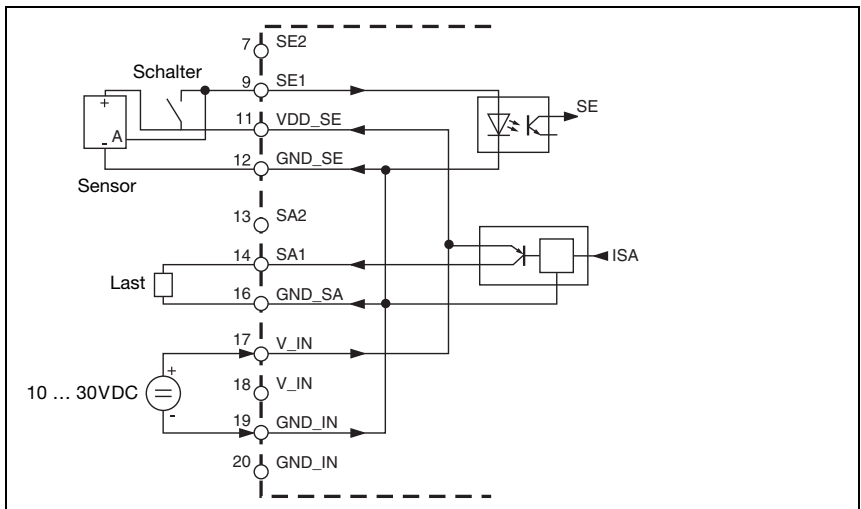 7 SE2
Schalter
9 SE1
SE
11 VDD_SE
+
A
-
12 GND_SE
Sensor
13 SA2
14 SA1
ISA
Last
16 GND_SA
17 V_IN
+
10 ... 30VDC
18 V_IN
-
19 GND_IN
20 GND_IN